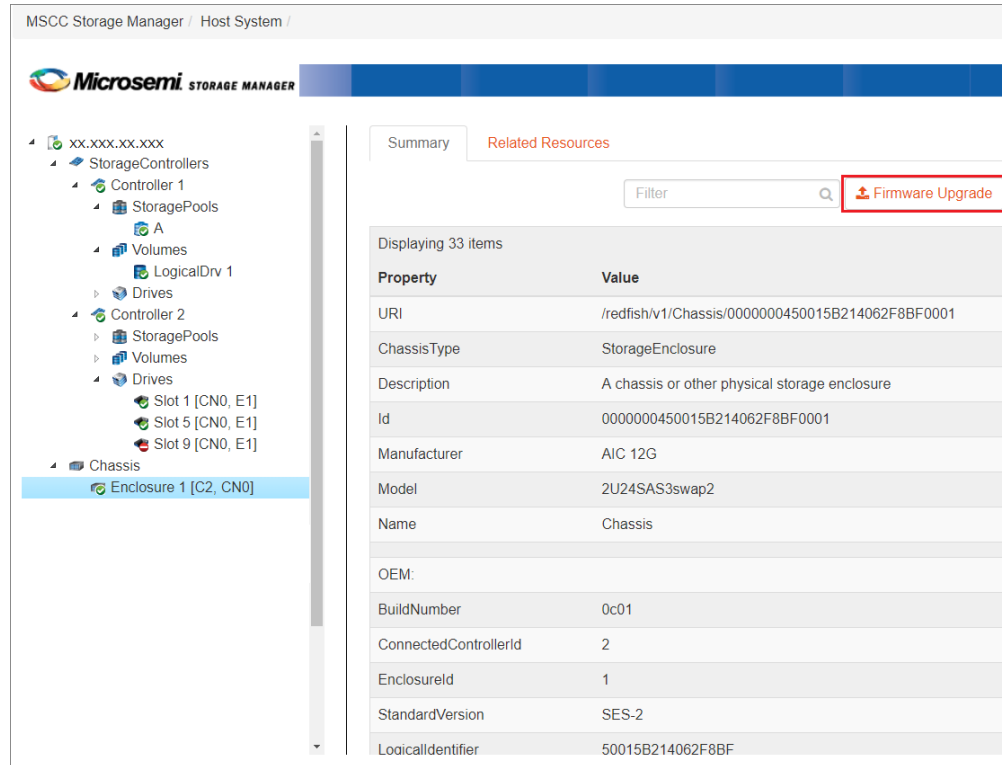 MSCC Storage Manager / Host System /
Microsemi. STORAGE MANAGER
xx.xxx.xx.xxx
StorageControllers
Controller 1
StoragePools
A
Volumes
LogicalDrv 1
Drives
Controller 2
StoragePools
Volumes
Drives
Slot 1 [CN0, E1]
Slot 5 [CN0, E1]
Slot 9 [CN0, E1]
Chassis
Enclosure 1 [C2, CN0]
Summary Related Resources
Filter Firmware Upgrade
Displaying 33 items
Property Value
URI /redfish/v1/Chassis/0000000450015B214062F8BF0001
ChassisType StorageEnclosure
Description A chassis or other physical storage enclosure
Id 0000000450015B214062F8BF0001
Manufacturer AIC 12G
Model 2U24SAS3swap2
Name Chassis
OEM:
BuildNumber 0c01
ConnectedControllerId 2
EnclosureId 1
StandardVersion SES-2
LogicalIdentifier 50015B214062F8BF